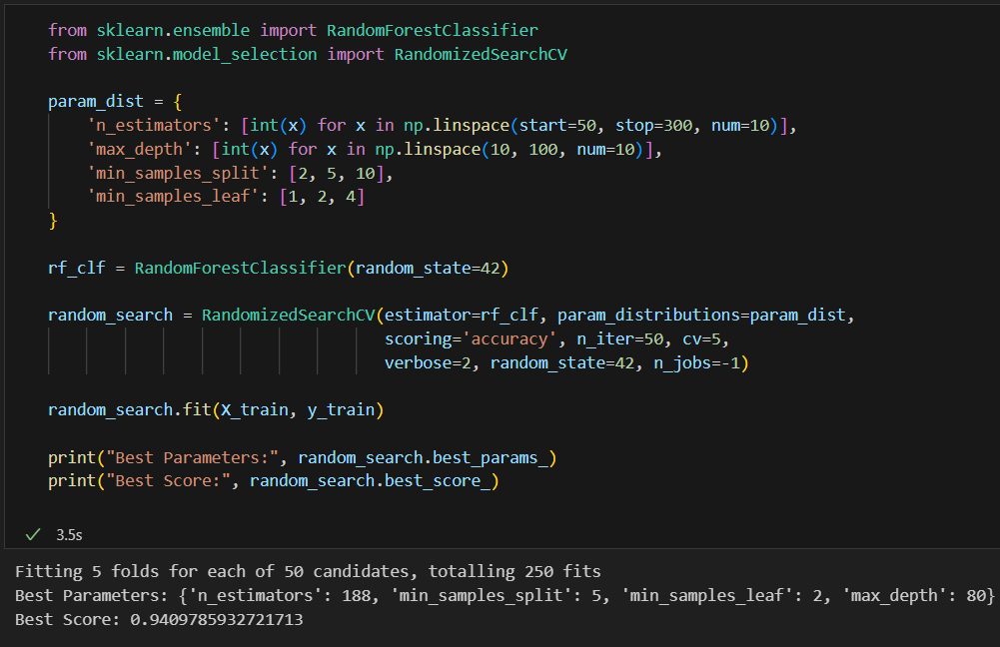 from sklearn.ensemble import RandomForestClassifier
from sklearn.model_selection import RandomizedSearchCV
param_dist = {
    'n_estimators': [int(x) for x in np.linspace(start=50, stop=300, num=10)],
    'max_depth': [int(x) for x in np.linspace(10, 100, num=10)],
    'min_samples_split': [2, 5, 10],
    'min_samples_leaf': [1, 2, 4]
}
rf_clf = RandomForestClassifier(random_state=42)
random_search = RandomizedSearchCV(estimator=rf_clf, param_distributions=param_dist,
                                   scoring='accuracy', n_iter=50, cv=5,
                                   verbose=2, random_state=42, n_jobs=-1)
random_search.fit(X_train, y_train)
print("Best Parameters:", random_search.best_params_)
print("Best Score:", random_search.best_score_)
✓ 3.5s
Fitting 5 folds for each of 50 candidates, totalling 250 fits
Best Parameters: {'n_estimators': 188, 'min_samples_split': 5, 'min_samples_leaf': 2, 'max_depth': 80}
Best Score: 0.9409785932721713